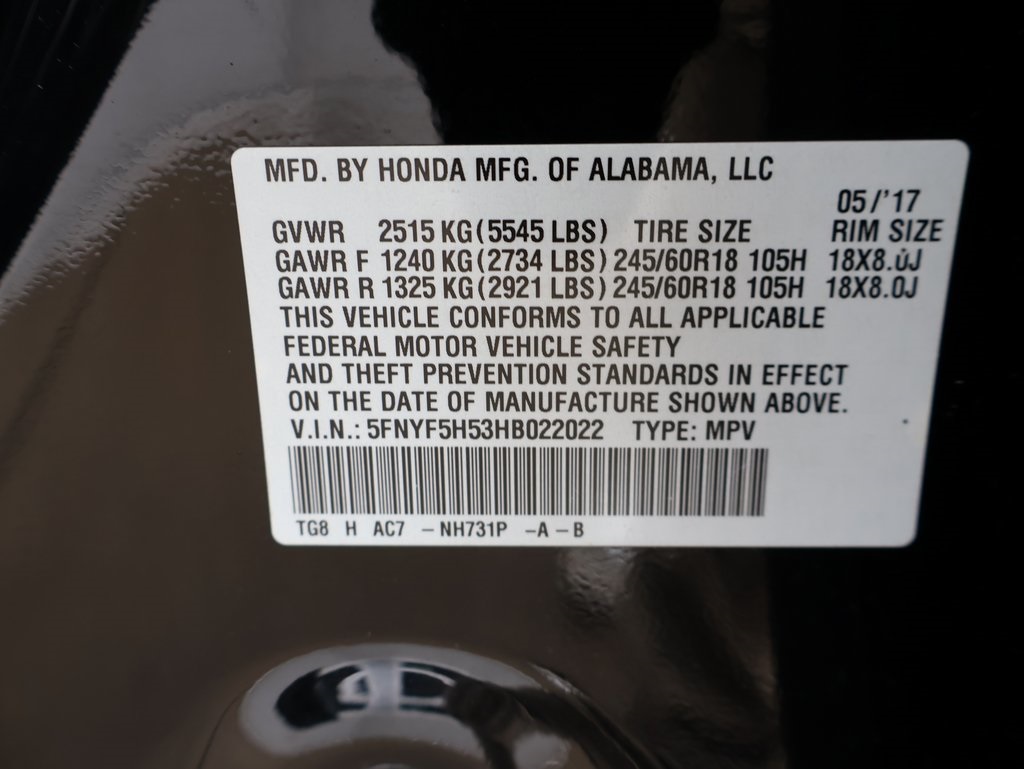 MFD. BY HONDA MFG. OF ALABAMA, LLC
05/'17
GVWR 2515 KG (5545 LBS) TIRE SIZE RIM SIZE
GAWR F 1240 KG (2734 LBS) 245/60R18 105H 18X8.0J
GAWR R 1325 KG (2921 LBS) 245/60R18 105H 18X8.0J
THIS VEHICLE CONFORMS TO ALL APPLICABLE
FEDERAL MOTOR VEHICLE SAFETY
AND THEFT PREVENTION STANDARDS IN EFFECT
ON THE DATE OF MANUFACTURE SHOWN ABOVE.
V.I.N.: 5FNYF5H53HB022022 TYPE: MPV
TG8 H AC7 - NH731P - A - B